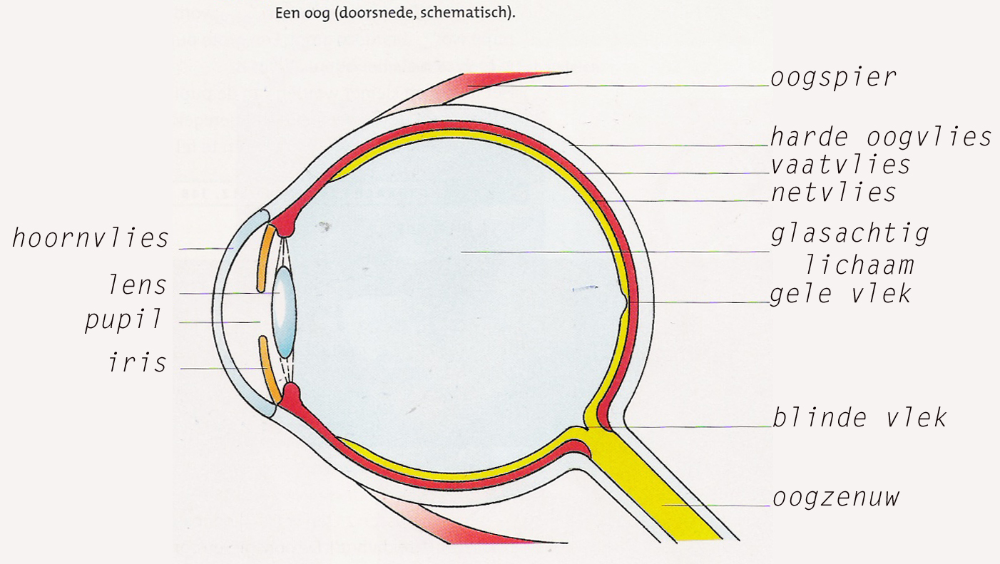 Een oog (doorsnede, schematisch).
oogspier
harde oogvlies
vaatvlies
netvlies
glasachtig
lichaam
gele vlek
blinde vlek
oogzenuw
hoornvlies
lens
pupil
iris